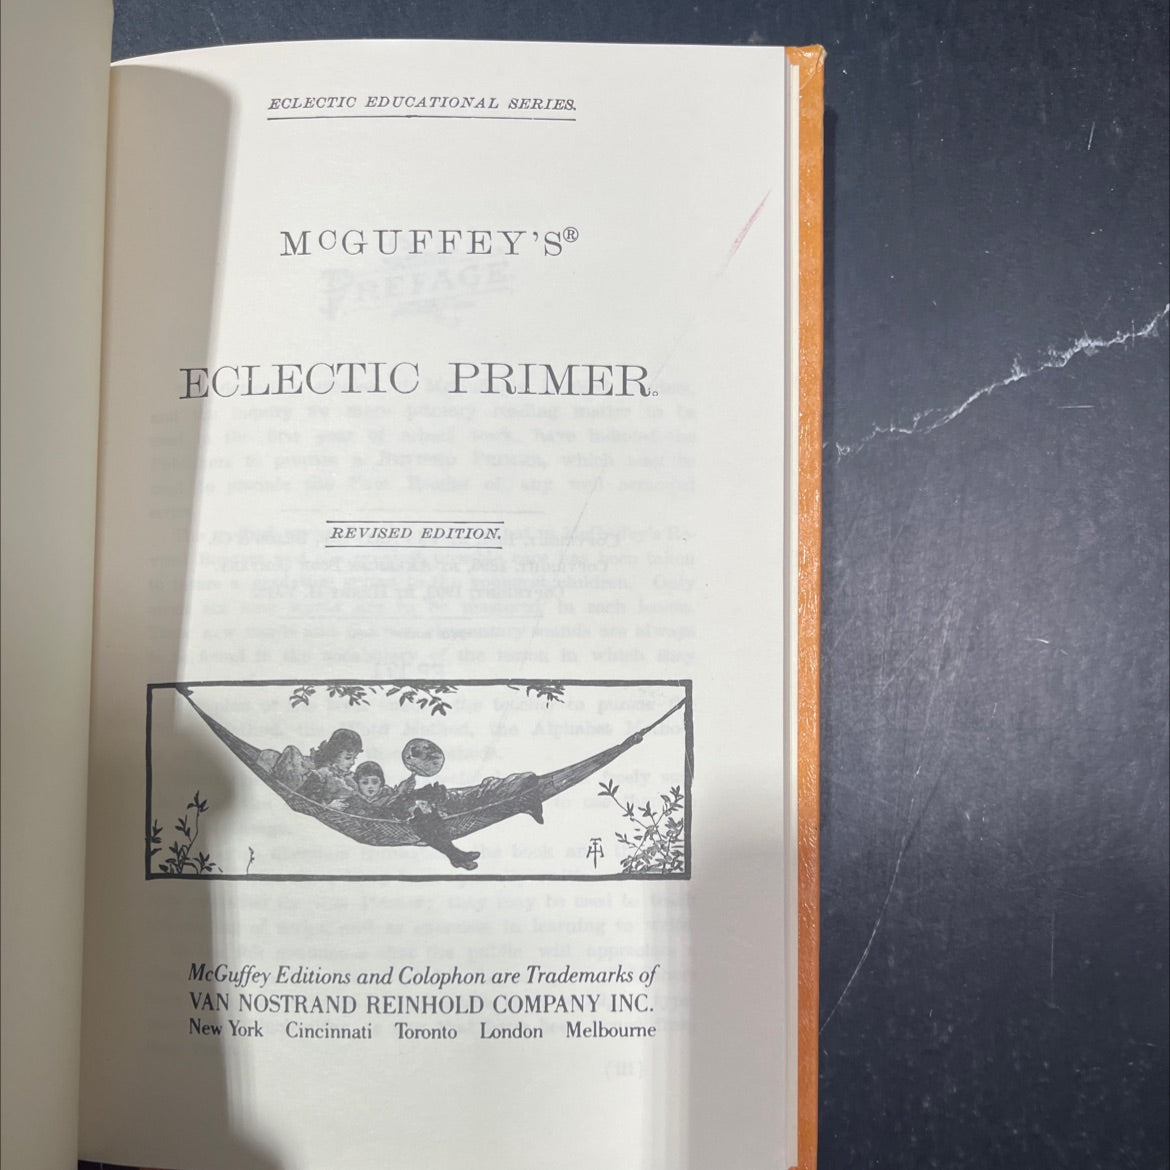 ECLECTIC EDUCATIONAL SERIES.
McGUFFEY'S®
ECLECTIC PRIMER.
REVISED EDITION.
McGuffey Editions and Colophon are Trademarks of
VAN NOSTRAND REINHOLD COMPANY INC.
New York Cincinnati Toronto London Melbourne